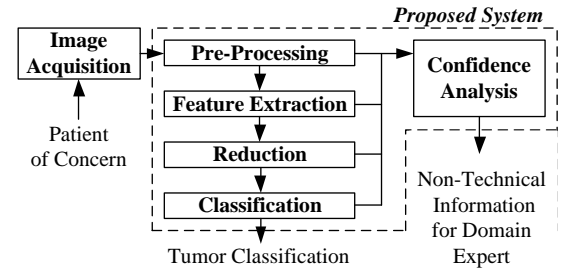 Proposed System
Image
Acquisition
Pre-Processing
Confidence
Analysis
Feature Extraction
Patient
of Concern
Reduction
Classification
Non-Technical
Information
for Domain
Expert
Tumor Classification